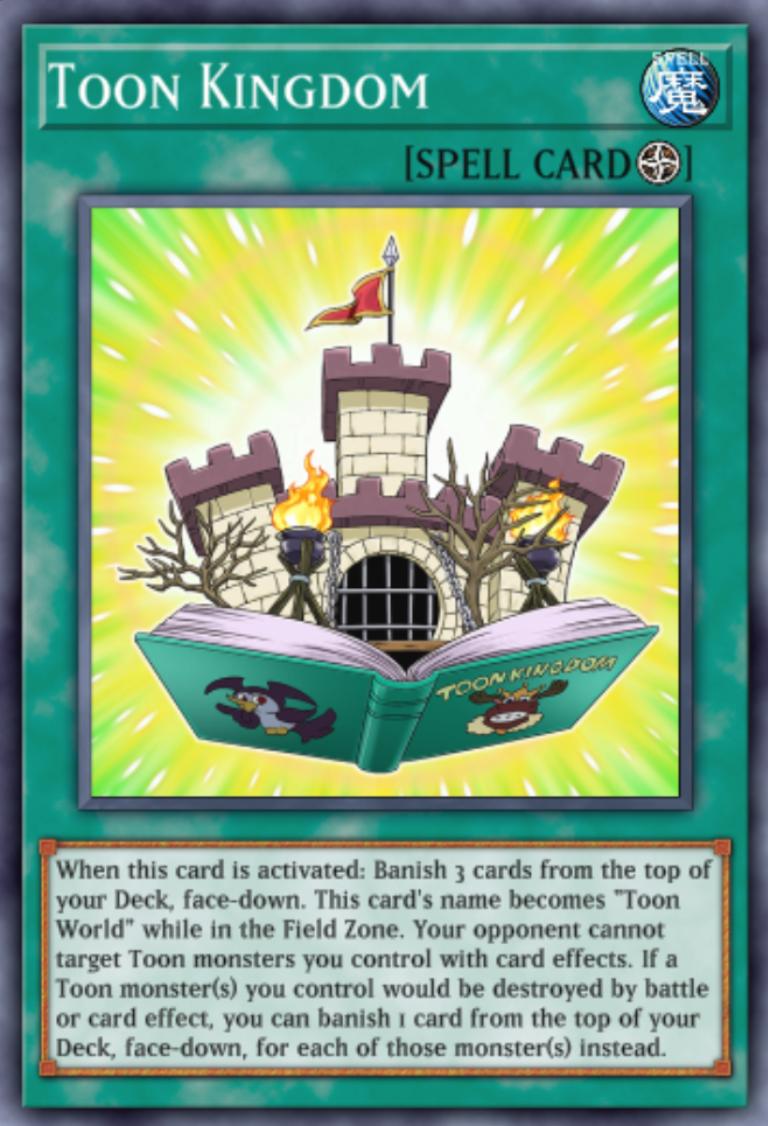 TOON KINGDOM
SPELL
魔
[SPELL CARD]
TOON KINGDOM
When this card is activated: Banish 3 cards from the top of
your Deck, face-down. This card's name becomes "Toon
World" while in the Field Zone. Your opponent cannot
target Toon monsters you control with card effects. If a
Toon monster(s) you control would be destroyed by battle
or card effect, you can banish 1 card from the top of your
Deck, face-down, for each of those monster(s) instead.